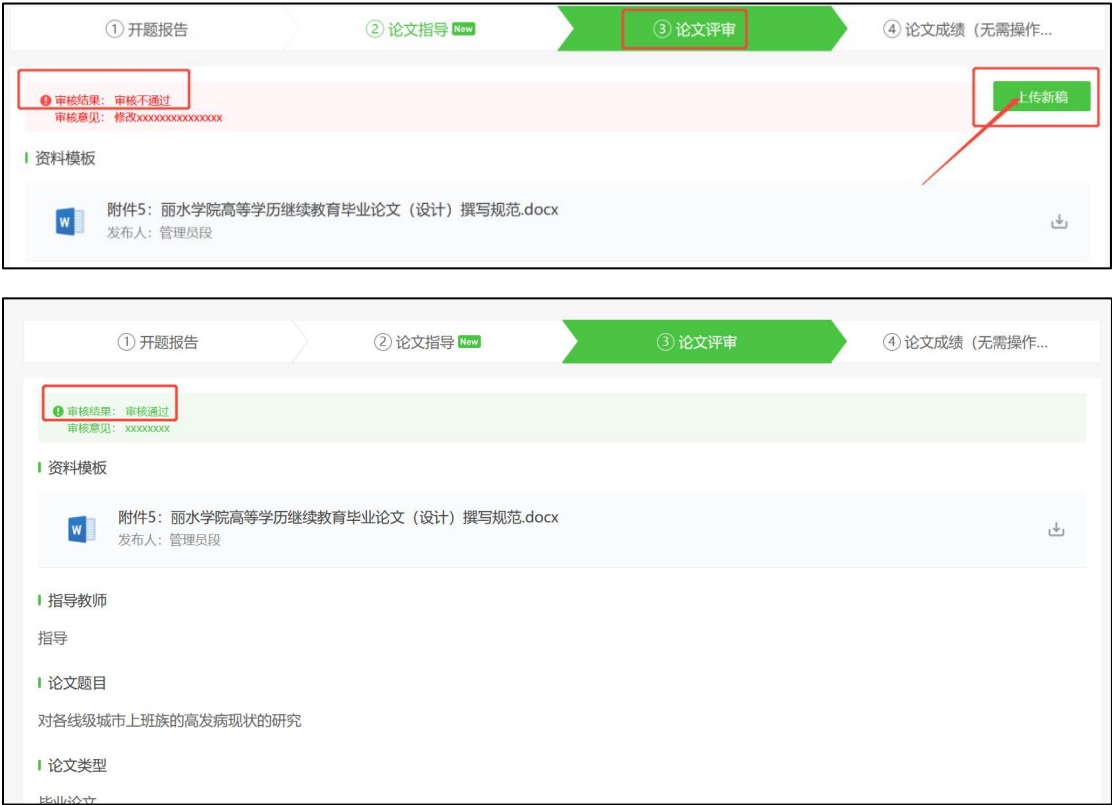 ① 开题报告 ② 论文指导 New ③ 论文评审 ④ 论文成绩（无需操作...
审核结果： 审核不通过
上传新稿
审核意见： 修改xxxxxxxxxxxxxxx
资料模板
附件5：丽水学院高等学历继续教育毕业论文（设计）撰写规范.docx
发布人：管理员段
① 开题报告 ② 论文指导 New ③ 论文评审 ④ 论文成绩（无需操作...
审核结果： 审核通过
审核意见： xxxxxxxx
资料模板
附件5：丽水学院高等学历继续教育毕业论文（设计）撰写规范.docx
发布人：管理员段
指导教师
指导
论文题目
对各线级城市上班族的高发病现状的研究
论文类型
毕业论文